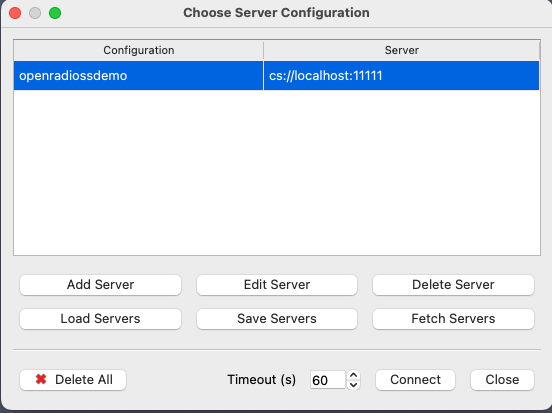 Choose Server Configuration
Configuration Server
openradiossdemo cs://localhost:11111
Add Server Edit Server Delete Server
Load Servers Save Servers Fetch Servers
Delete All Timeout (s) 60 Connect Close